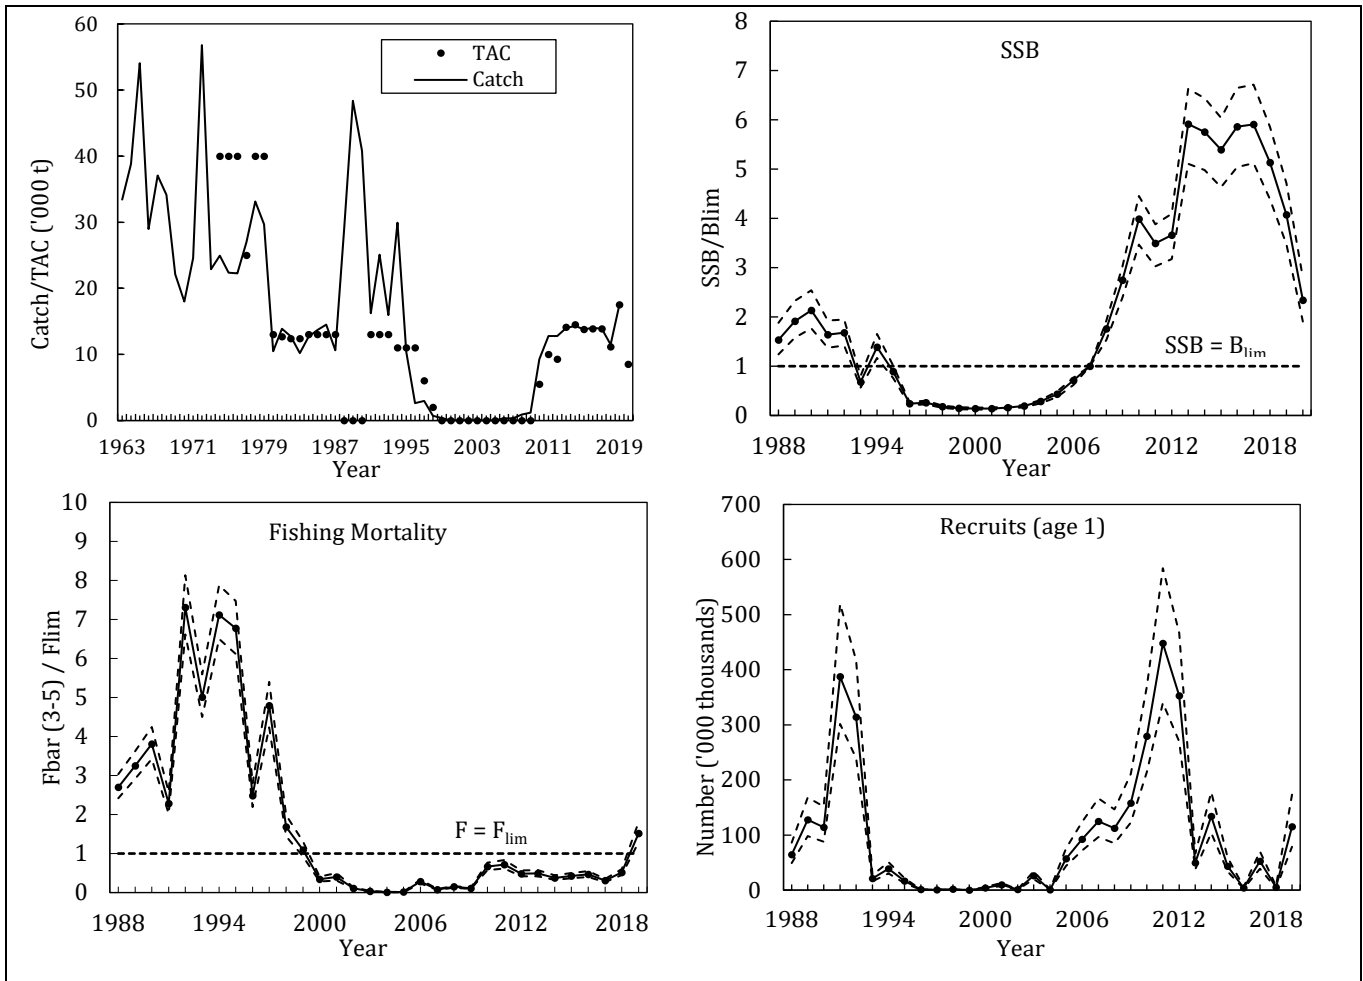 60
50
40
30
20
10
0
Catch/TAC ('000 t)
TAC
Catch
1963 1971 1979 1987 1995 2003 2011 2019
Year
8
7
6
5
4
3
2
1
0
SSB/Blim
SSB
SSB = Blim
1988 1994 2000 2006 2012 2018
Year
10
9
8
7
6
5
4
3
2
1
0
Fbar (3-5) / Flim
Fishing Mortality
F = Flim
1988 1994 2000 2006 2012 2018
Year
700
600
500
400
300
200
100
0
Number ('000 thousands)
Recruits (age 1)
1988 1994 2000 2006 2012 2018
Year